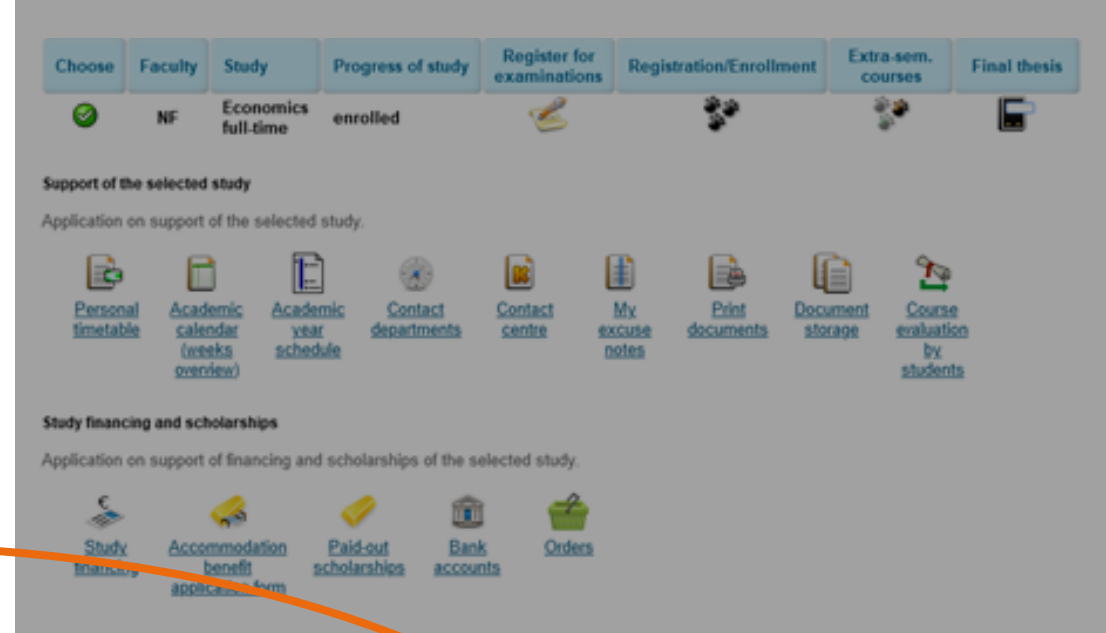 Choose Faculty Study Progress of study Register for examinations Registration/Enrollment Extra-sem. courses Final thesis
NF Economics full-time enrolled
Support of the selected study
Application on support of the selected study.
Personal Academic Academic Contact Contact My Print Document Course
timetable calendar year departments centre excuse documents storage evaluation
(weeks schedule notes by
overview) students
Study financing and scholarships
Application on support of financing and scholarships of the selected study.
Study Accommodation Paid-out Bank Orders
financing benefit scholarships accounts
application form